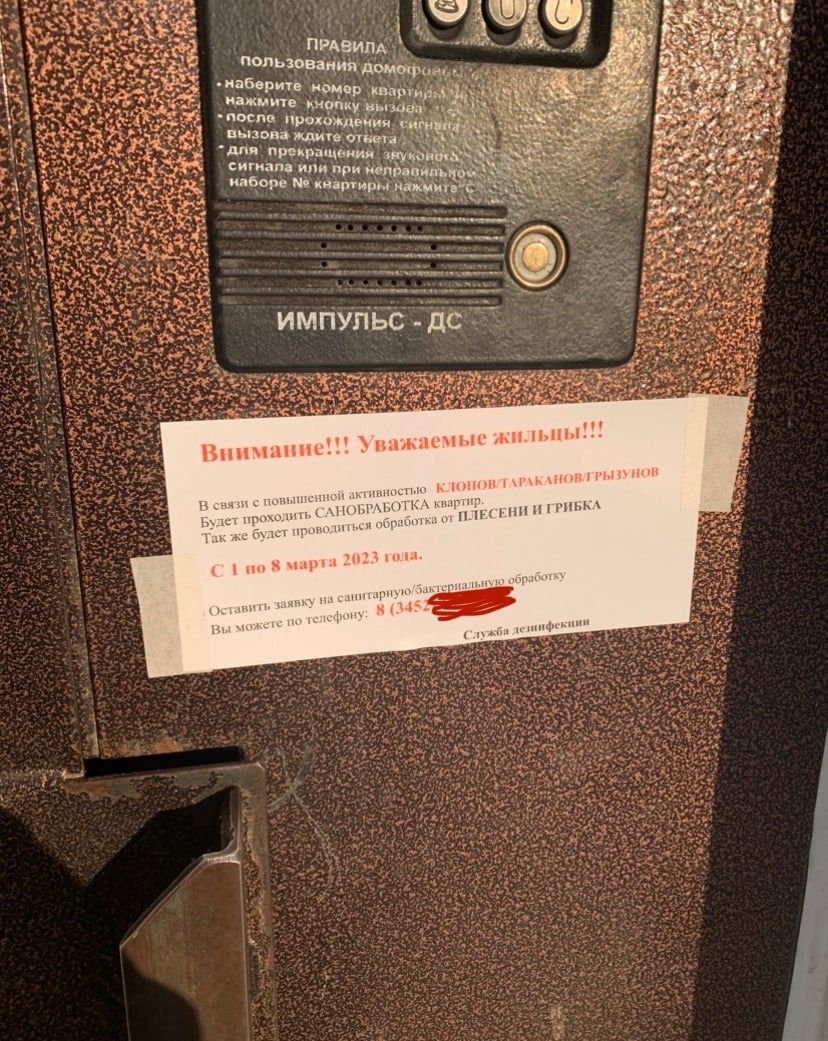 ПРАВИЛА
ПОЛЬЗОВАНИЯ ДОМОФОНОМ
• наберите номер квартиры и
нажмите кнопку вызова
• после прохождения сигнала
вызова ждите ответа
• для прекращения звукового
сигнала или при неправильном
наборе № квартиры нажмите С
ИМПУЛЬС - ДС
Внимание!!! Уважаемые жильцы!!!
В связи с повышенной активностью КЛОПОВ/ТАРАКАНОВ/ГРЫЗУНОВ
Будет проходить САНОБРАБОТКА квартир.
Так же будет проводиться обработка от ПЛЕСЕНИ И ГРИБКА
С 1 по 8 марта 2023 года.
Оставить заявку на санитарную/бактериальную обработку
Вы можете по телефону: 8 (3452
Служба дезинфекции